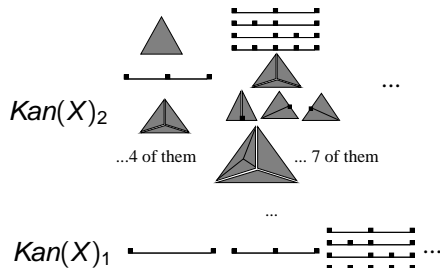 ...
Kan(X)₂
...4 of them ... 7 of them
...
Kan(X)₁ ...